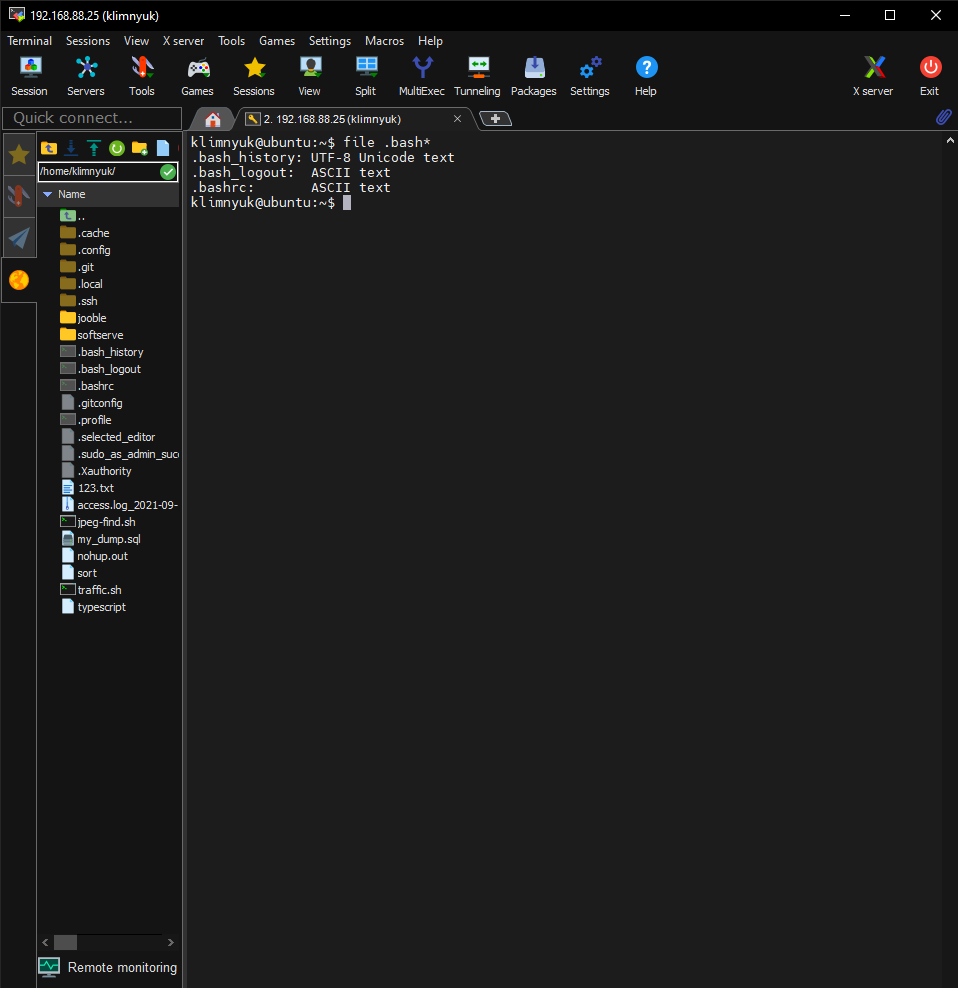 192.168.88.25 (klimnyuk)
Terminal Sessions View X server Tools Games Settings Macros Help
Session Servers Tools Games Sessions View Split MultiExec Tunneling Packages Settings Help X server Exit
Quick connect...
2. 192.168.88.25 (klimnyuk)
/home/klimnyuk/
Name
..
.cache
.config
.git
.local
.ssh
jooble
softserve
.bash_history
.bash_logout
.bashrc
.gitconfig
.profile
.selected_editor
.sudo_as_admin_succ
.Xauthority
123.txt
access.log_2021-09-
jpeg-find.sh
my_dump.sql
nohup.out
sort
traffic.sh
typescript
Remote monitoring
klimnyuk@ubuntu:~$ file .bash*
.bash_history: UTF-8 Unicode text
.bash_logout:  ASCII text
.bashrc:       ASCII text
klimnyuk@ubuntu:~$